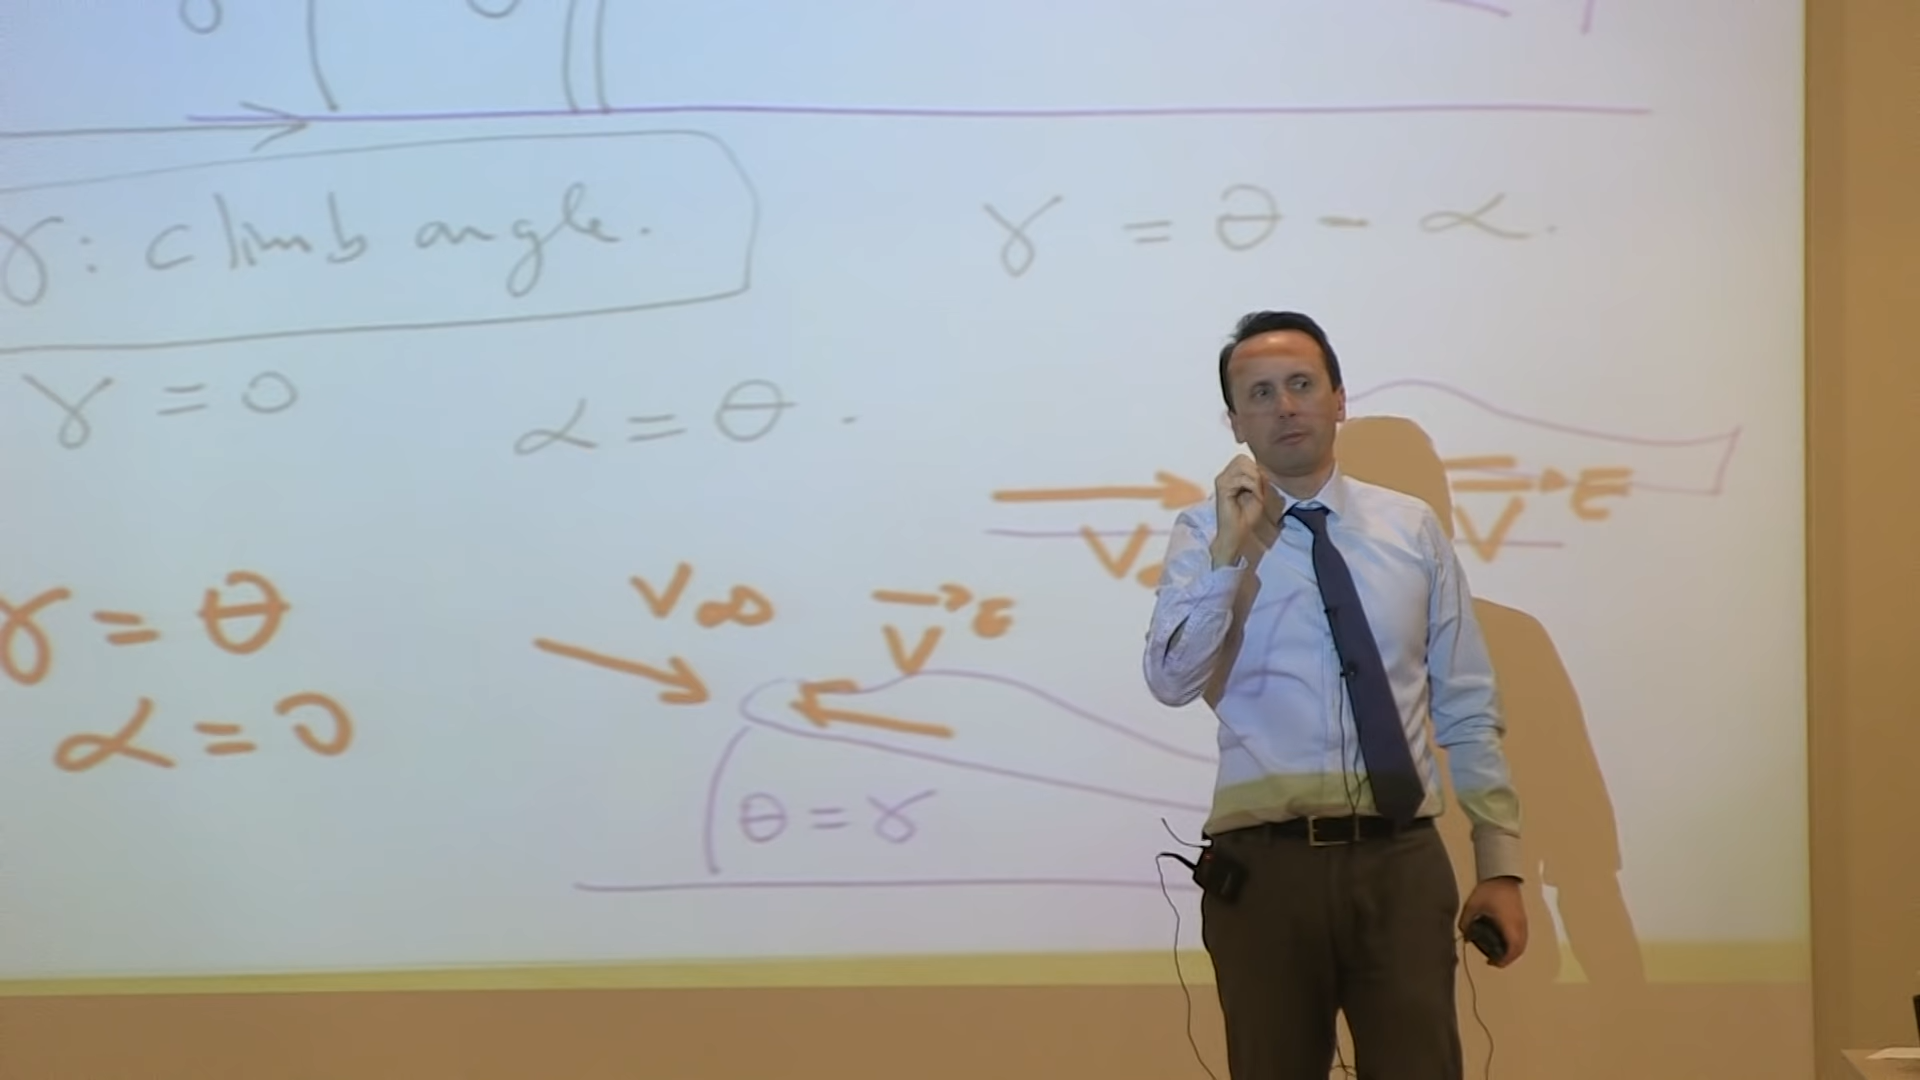 γ: climb angle.
γ = θ - α.
γ = 0
α = θ.
V
V E
γ = θ
α = 0
V∞
V E
θ = γ